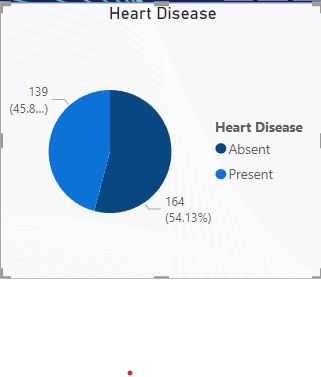 Heart Disease
139
(45.8...)
Heart Disease
Absent
Present
164
(54.13%)